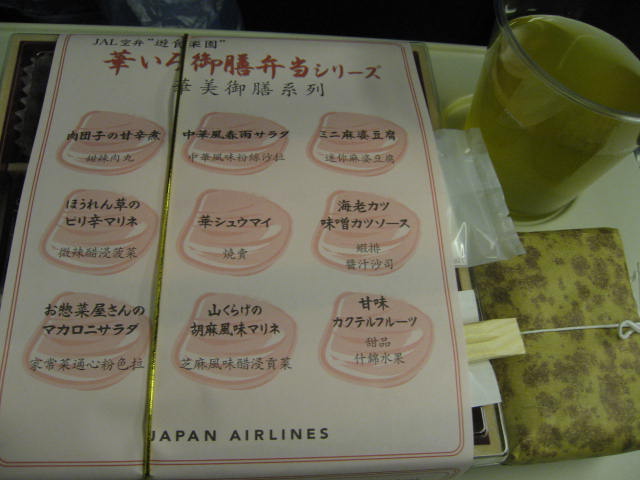 JAL空弁"遊食楽園"
華いろ御膳弁当シリーズ
華美御膳系列
肉団子の甘辛煮
甜辣肉丸
中華風春雨サラダ
中華風味粉絲沙拉
ミニ麻婆豆腐
迷你麻婆豆腐
ほうれん草の
ピリ辛マリネ
微辣醋浸菠菜
華シュウマイ
燒賣
海老カツ
味噌カツソース
蝦排
醬汁沙司
お惣菜屋さんの
マカロニサラダ
家常菜通心粉色拉
山くらげの
胡麻風味マリネ
芝麻風味醋浸貢菜
甘味
カクテルフルーツ
甜品
什錦水果
JAPAN AIRLINES